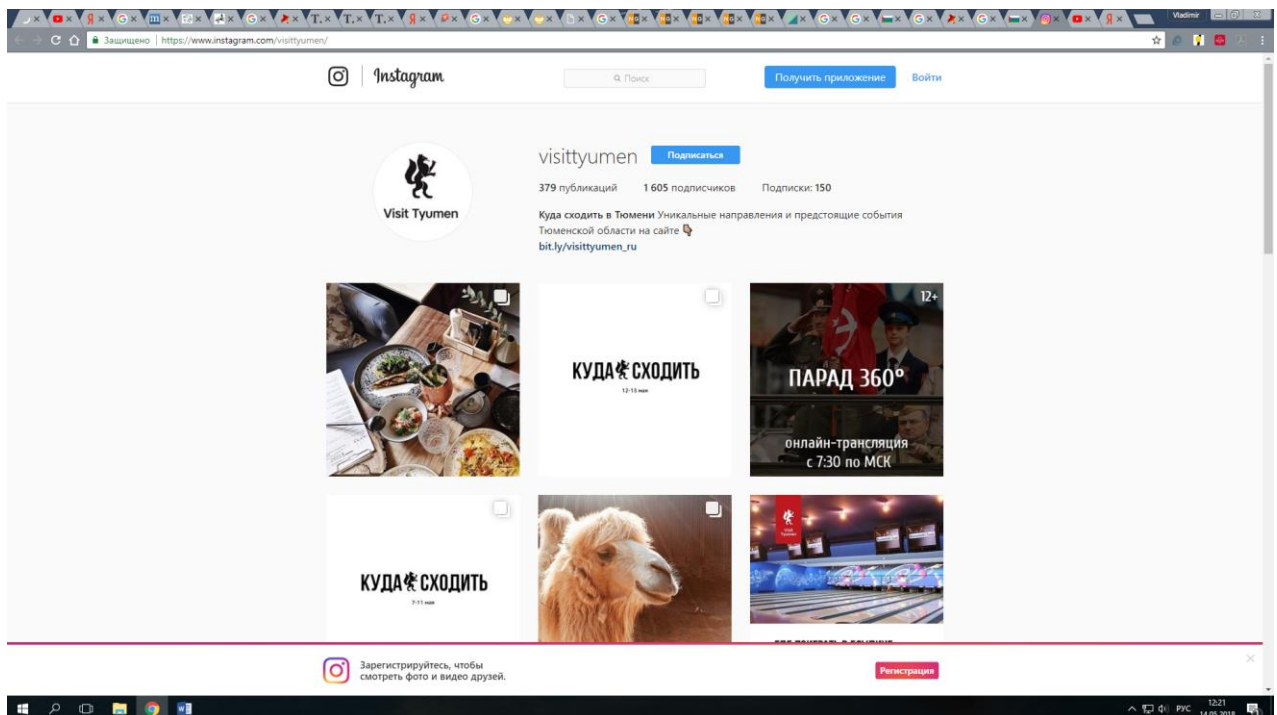 Vladimir
Защищено | https://www.instagram.com/visittyumen/
Instagram
Поиск
Получить приложение
Войти
Visit Tyumen
visittyumen
Подписаться
379 публикаций 1 605 подписчиков Подписки: 150
Куда сходить в Тюмени Уникальные направления и предстоящие события
Тюменской области на сайте
bit.ly/visittyumen_ru
КУДА СХОДИТЬ
12-13 мая
12+
ПАРАД 360°
онлайн-трансляция
с 7:30 по МСК
КУДА СХОДИТЬ
7-11 мая
Visit
Tyumen
Зарегистрируйтесь, чтобы
смотреть фото и видео друзей.
Регистрация
РУС
12:21
14.05.2018